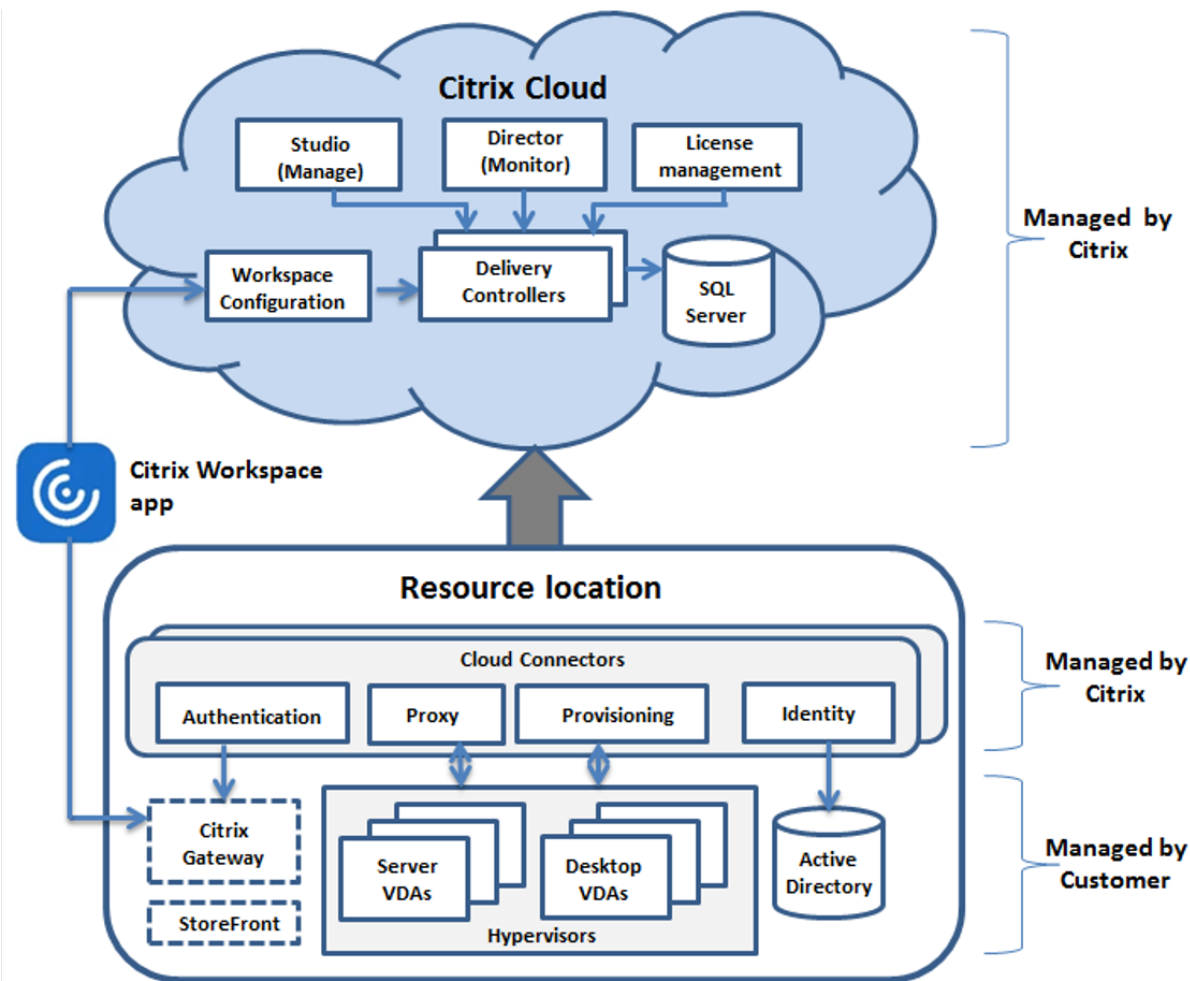 Citrix Cloud
Studio
(Manage)
Director
(Monitor)
License
management
Managed by
Citrix
Workspace
Configuration
Delivery
Controllers
SQL
Server
Citrix Workspace
app
Resource location
Cloud Connectors
Authentication
Proxy
Provisioning
Identity
Managed by
Citrix
Citrix
Gateway
StoreFront
Server
VDAs
Desktop
VDAs
Hypervisors
Active
Directory
Managed by
Customer